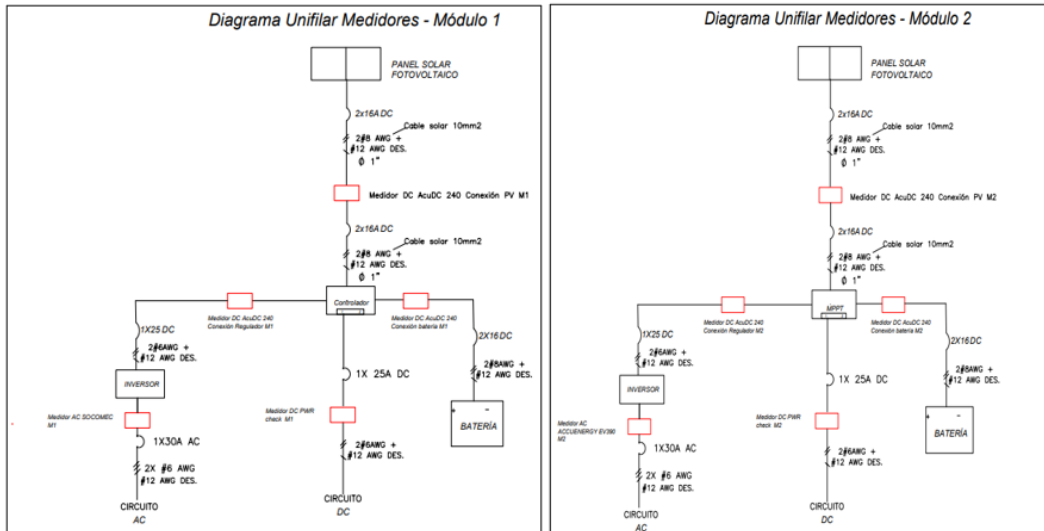 Diagrama Unifilar Medidores - Módulo 1
PANEL SOLAR
FOTOVOLTAICO
2x16A DC
Cable solar 10mm2
2#8 AWG +
#12 AWG DES.
Ø 1"
Medidor DC AcuDC 240 Conexión PV M1
2x16A DC
Cable solar 10mm2
2#8 AWG +
#12 AWG DES.
Ø 1"
Controlador
Medidor DC AcuDC 240
Conexión Regulador M1
Medidor DC AcuDC 240
Conexión batería M1
1X25 DC
2#6AWG +
#12 AWG DES.
2X16 DC
2#8AWG +
#12 AWG DES.
1X 25A DC
INVERSOR
BATERÍA
+ -
Medidor AC SOCOMEC
M1
Medidor DC PWR
check M1
1X30A AC
2#6AWG +
#12 AWG DES.
2X #6 AWG
#12 AWG DES.
CIRCUITO
AC
CIRCUITO
DC
Diagrama Unifilar Medidores - Módulo 2
PANEL SOLAR
FOTOVOLTAICO
2x16A DC
Cable solar 10mm2
2#8 AWG +
#12 AWG DES.
Ø 1"
Medidor DC AcuDC 240 Conexión PV M2
2x16A DC
Cable solar 10mm2
2#8 AWG +
#12 AWG DES.
Ø 1"
MPPT
Medidor DC AcuDC 240
Conexión Regulador M2
Medidor DC AcuDC 240
Conexión batería M2
1X25 DC
2#6AWG +
#12 AWG DES.
2X16 DC
2#8AWG +
#12 AWG DES.
1X 25A DC
INVERSOR
BATERÍA
+ -
Medidor AC
ACCUENERGY EV390
M2
Medidor DC PWR
check M2
1X30A AC
2#6AWG +
#12 AWG DES.
2X #6 AWG
#12 AWG DES.
CIRCUITO
AC
CIRCUITO
DC